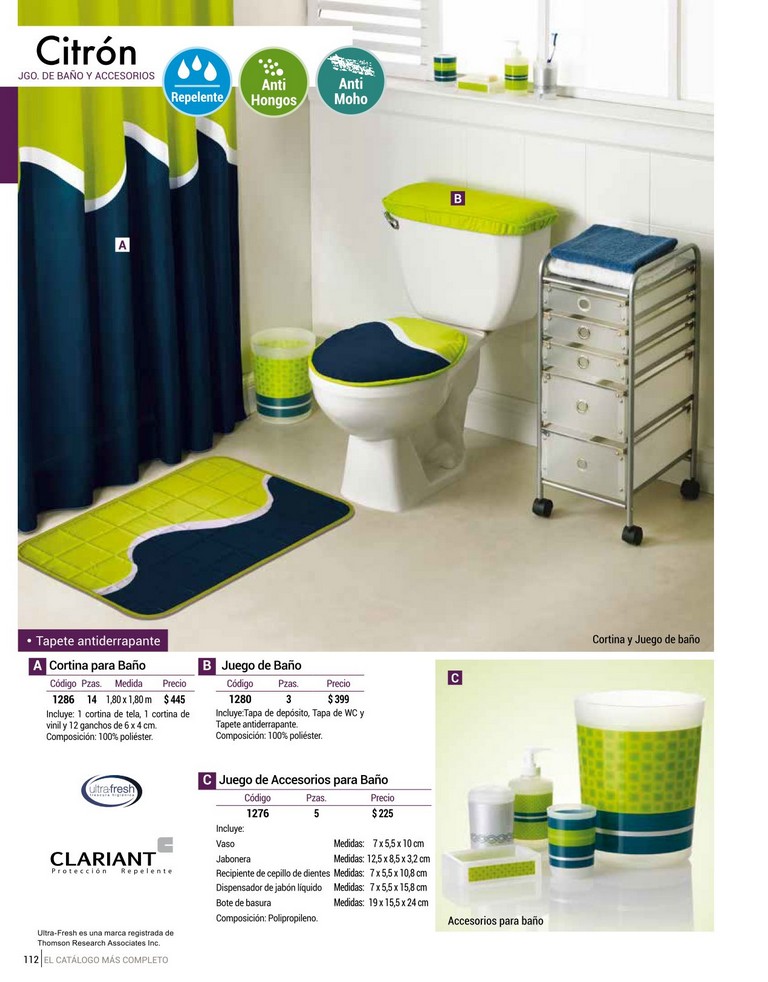 Citrón
JGO. DE BAÑO Y ACCESORIOS
Repelente
Anti
Hongos
Anti
Moho
A
B
• Tapete antiderrapante
Cortina y Juego de baño
A Cortina para Baño
Código Pzas. Medida Precio
1286 14 1,80 x 1,80 m $ 445
Incluye: 1 cortina de tela, 1 cortina de
vinil y 12 ganchos de 6 x 4 cm.
Composición: 100% poliéster.
B Juego de Baño
Código Pzas. Precio
1280 3 $ 399
Incluye:Tapa de depósito, Tapa de WC y
Tapete antiderrapante.
Composición: 100% poliéster.
ultra-fresh
CLARIANT
Protección Repelente
C Juego de Accesorios para Baño
Código Pzas. Precio
1276 5 $ 225
Incluye:
Vaso Medidas: 7 x 5,5 x 10 cm
Jabonera Medidas: 12,5 x 8,5 x 3,2 cm
Recipiente de cepillo de dientes Medidas: 7 x 5,5 x 10,8 cm
Dispensador de jabón líquido Medidas: 7 x 5,5 x 15,8 cm
Bote de basura Medidas: 19 x 15,5 x 24 cm
Composición: Polipropileno.
C
Accesorios para baño
Ultra-Fresh es una marca registrada de
Thomson Research Associates Inc.
112 EL CATÁLOGO MÁS COMPLETO